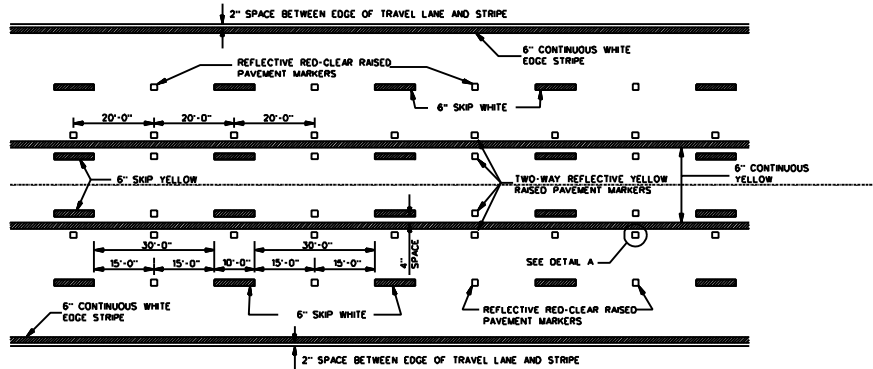 2" SPACE BETWEEN EDGE OF TRAVEL LANE AND STRIPE
6" CONTINUOUS WHITE
EDGE STRIPE
REFLECTIVE RED-CLEAR RAISED
PAVEMENT MARKERS
6" SKIP WHITE
20'-0" 20'-0" 20'-0"
6" SKIP YELLOW
TWO-WAY REFLECTIVE YELLOW
RAISED PAVEMENT MARKERS
6" CONTINUOUS
YELLOW
30'-0" 30'-0"
15'-0" 15'-0" 10'-0" 15'-0" 15'-0"
4"
SPACE
SEE DETAIL A
6" CONTINUOUS WHITE
EDGE STRIPE
6" SKIP WHITE
REFLECTIVE RED-CLEAR RAISED
PAVEMENT MARKERS
2" SPACE BETWEEN EDGE OF TRAVEL LANE AND STRIPE